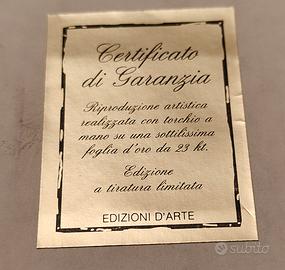 Certificato
di Garanzia
Riproduzione artistica
realizzata con torchio a
mano su una sottilissima
foglia d'oro da 23 kt.
Edizione
a tiratura limitata
EDIZIONI D'ARTE
subito